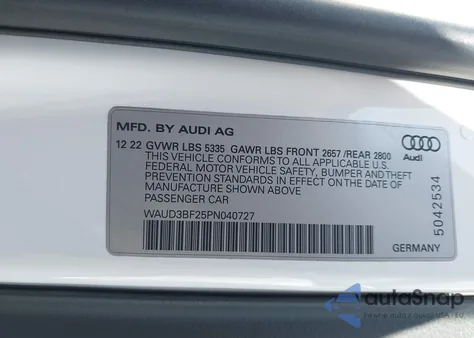 MFD. BY AUDI AG
12 22 GVWR LBS 5335 GAWR LBS FRONT 2657 /REAR 2800
THIS VEHICLE CONFORMS TO ALL APPLICABLE U.S.
FEDERAL MOTOR VEHICLE SAFETY, BUMPER AND THEFT
PREVENTION STANDARDS IN EFFECT ON THE DATE OF
MANUFACTURE SHOWN ABOVE.
PASSENGER CAR
WAUD3BF25PN040727
Audi
5042534
GERMANY
autoSnap